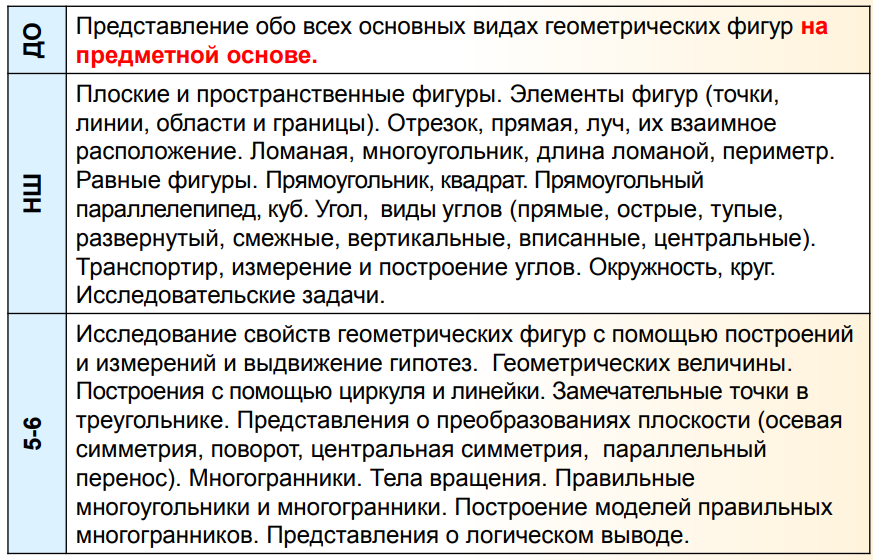 ДО
Представление обо всех основных видах геометрических фигур на
предметной основе.
НШ
Плоские и пространственные фигуры. Элементы фигур (точки,
линии, области и границы). Отрезок, прямая, луч, их взаимное
расположение. Ломаная, многоугольник, длина ломаной, периметр.
Равные фигуры. Прямоугольник, квадрат. Прямоугольный
параллелепипед, куб. Угол, виды углов (прямые, острые, тупые,
развернутый, смежные, вертикальные, вписанные, центральные).
Транспортир, измерение и построение углов. Окружность, круг.
Исследовательские задачи.
5-6
Исследование свойств геометрических фигур с помощью построений
и измерений и выдвижение гипотез. Геометрических величины.
Построения с помощью циркуля и линейки. Замечательные точки в
треугольнике. Представления о преобразованиях плоскости (осевая
симметрия, поворот, центральная симметрия, параллельный
перенос). Многогранники. Тела вращения. Правильные
многоугольники и многогранники. Построение моделей правильных
многогранников. Представления о логическом выводе.